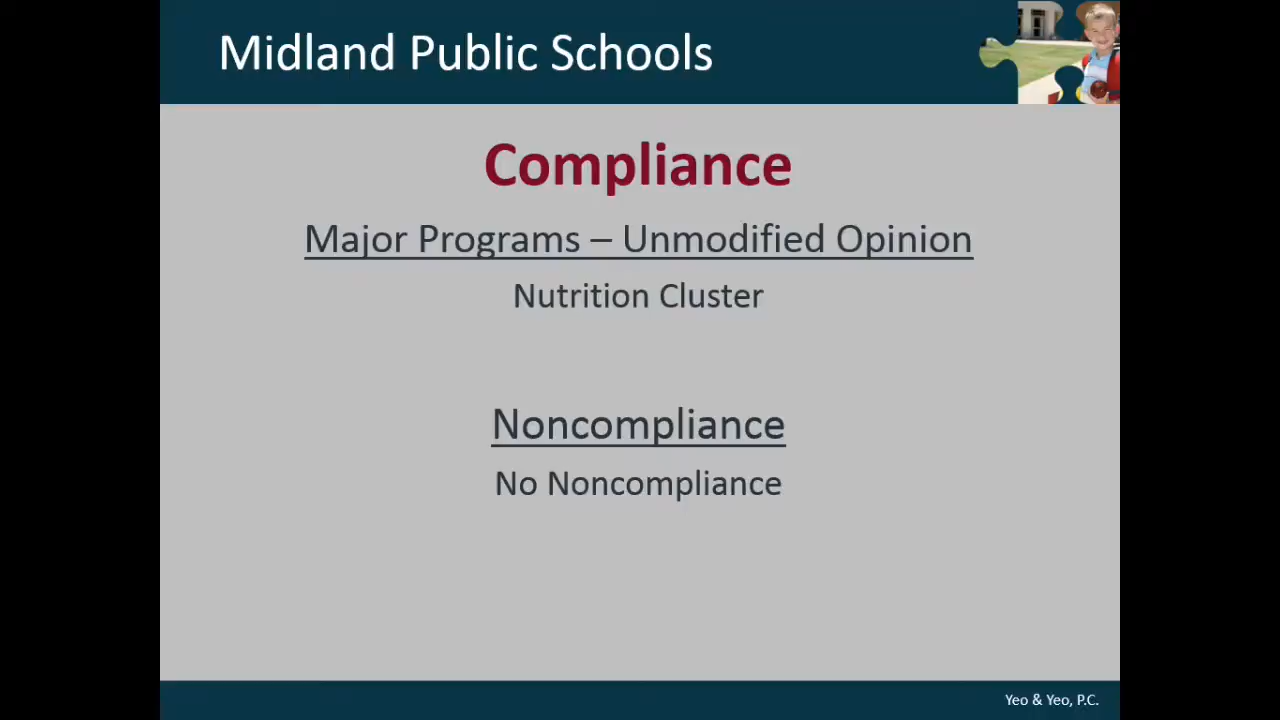 Midland Public Schools
Compliance
Major Programs – Unmodified Opinion
Nutrition Cluster
Noncompliance
No Noncompliance
Yeo & Yeo, P.C.